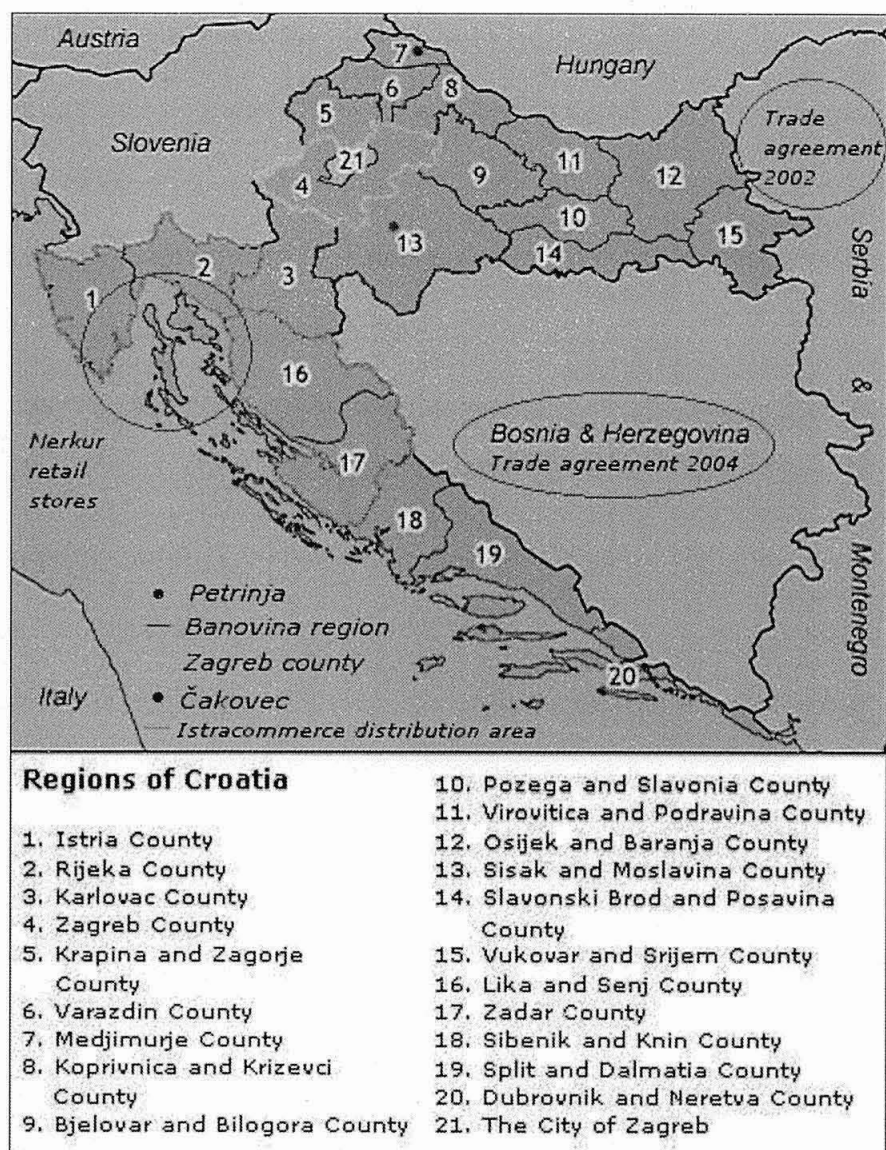 Austria
Hungary
Slovenia
Trade
agreement
2002
Serbia
&
Montenegro
Bosnia & Herzegovina
Trade agreement 2004
Nerkur
retail
stores
Italy
7
6
8
5
21
4
9
11
12
10
13
14
15
1
2
3
16
17
18
19
20
Petrinja
Banovina region
Zagreb county
Čakovec
Istracommerce distribution area
Regions of Croatia
1. Istria County
2. Rijeka County
3. Karlovac County
4. Zagreb County
5. Krapina and Zagorje
County
6. Varazdin County
7. Medjimurje County
8. Koprivnica and Krizevci
County
9. Bjelovar and Bilogora County
10. Pozega and Slavonia County
11. Virovitica and Podravina County
12. Osijek and Baranja County
13. Sisak and Moslavina County
14. Slavonski Brod and Posavina
County
15. Vukovar and Srijem County
16. Lika and Senj County
17. Zadar County
18. Sibenik and Knin County
19. Split and Dalmatia County
20. Dubrovnik and Neretva County
21. The City of Zagreb